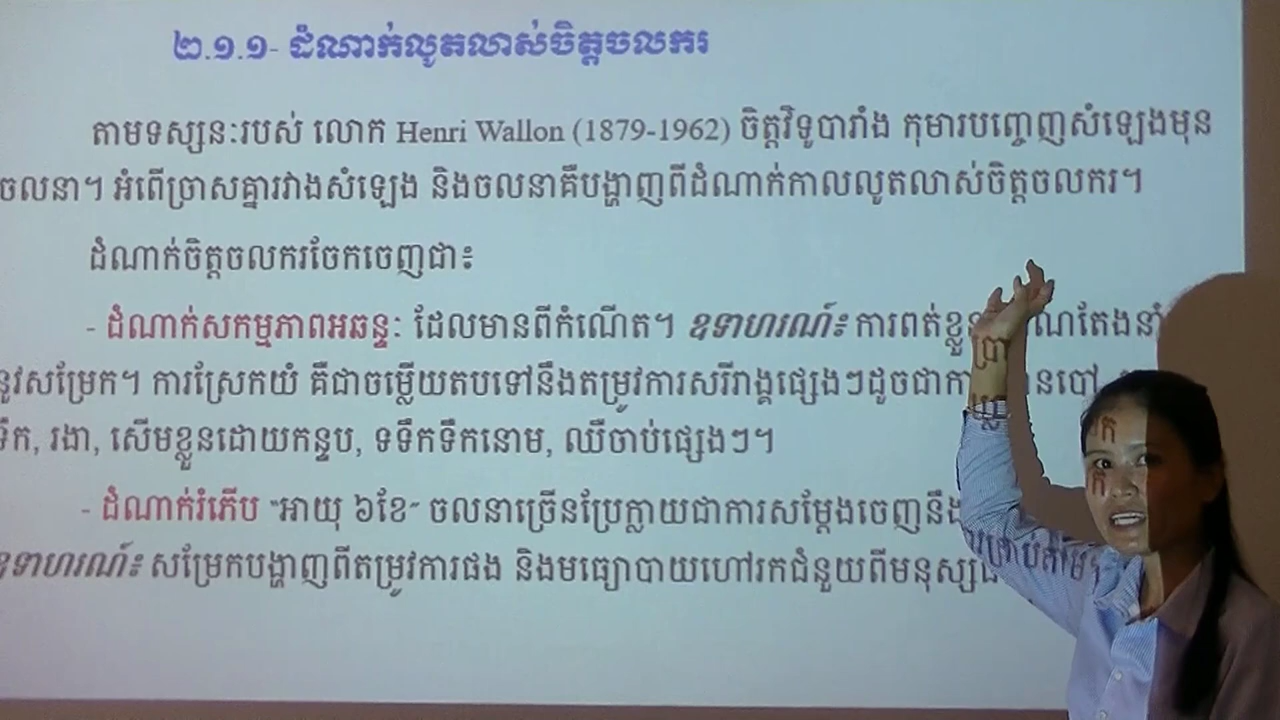 ២.១.១- ដំណាក់លូតលាស់ចិត្តចលករ
តាមទស្សនៈរបស់ លោក Henri Wallon (1879-1962) ចិត្តវិទូបារាំង កុមារបញ្ចេញសំឡេងមុន
ចលនា។ អំពើច្រាសគ្នារវាងសំឡេង និងចលនាគឺបង្ហាញពីដំណាក់កាលលូតលាស់ចិត្តចលករ។
ដំណាក់ចិត្តចលករចែកចេញជា៖
- ដំណាក់សកម្មភាពអឆន្ទៈ ដែលមានពីកំណើត។ ឧទាហរណ៍៖ ការពត់ខ្លួន តែងនាំ
នូវសម្រែក។ ការស្រែកយំ គឺជាចម្លើយតបទៅនឹងតម្រូវការសរីរាង្គផ្សេងៗដូចជា
ទឹក, រងា, សើមខ្លួនដោយកន្ទប, ទទឹកទឹកនោម, ឈឺចាប់ផ្សេងៗ។
- ដំណាក់រំភើប “អាយុ ៦ខែ” ចលនាច្រើនប្រែក្លាយជាការសម្តែងចេញនឹង
ឧទាហរណ៍៖ សម្រែកបង្ហាញពីតម្រូវការផង និងមធ្យោបាយហៅរកជំនួយពីមនុស្ស